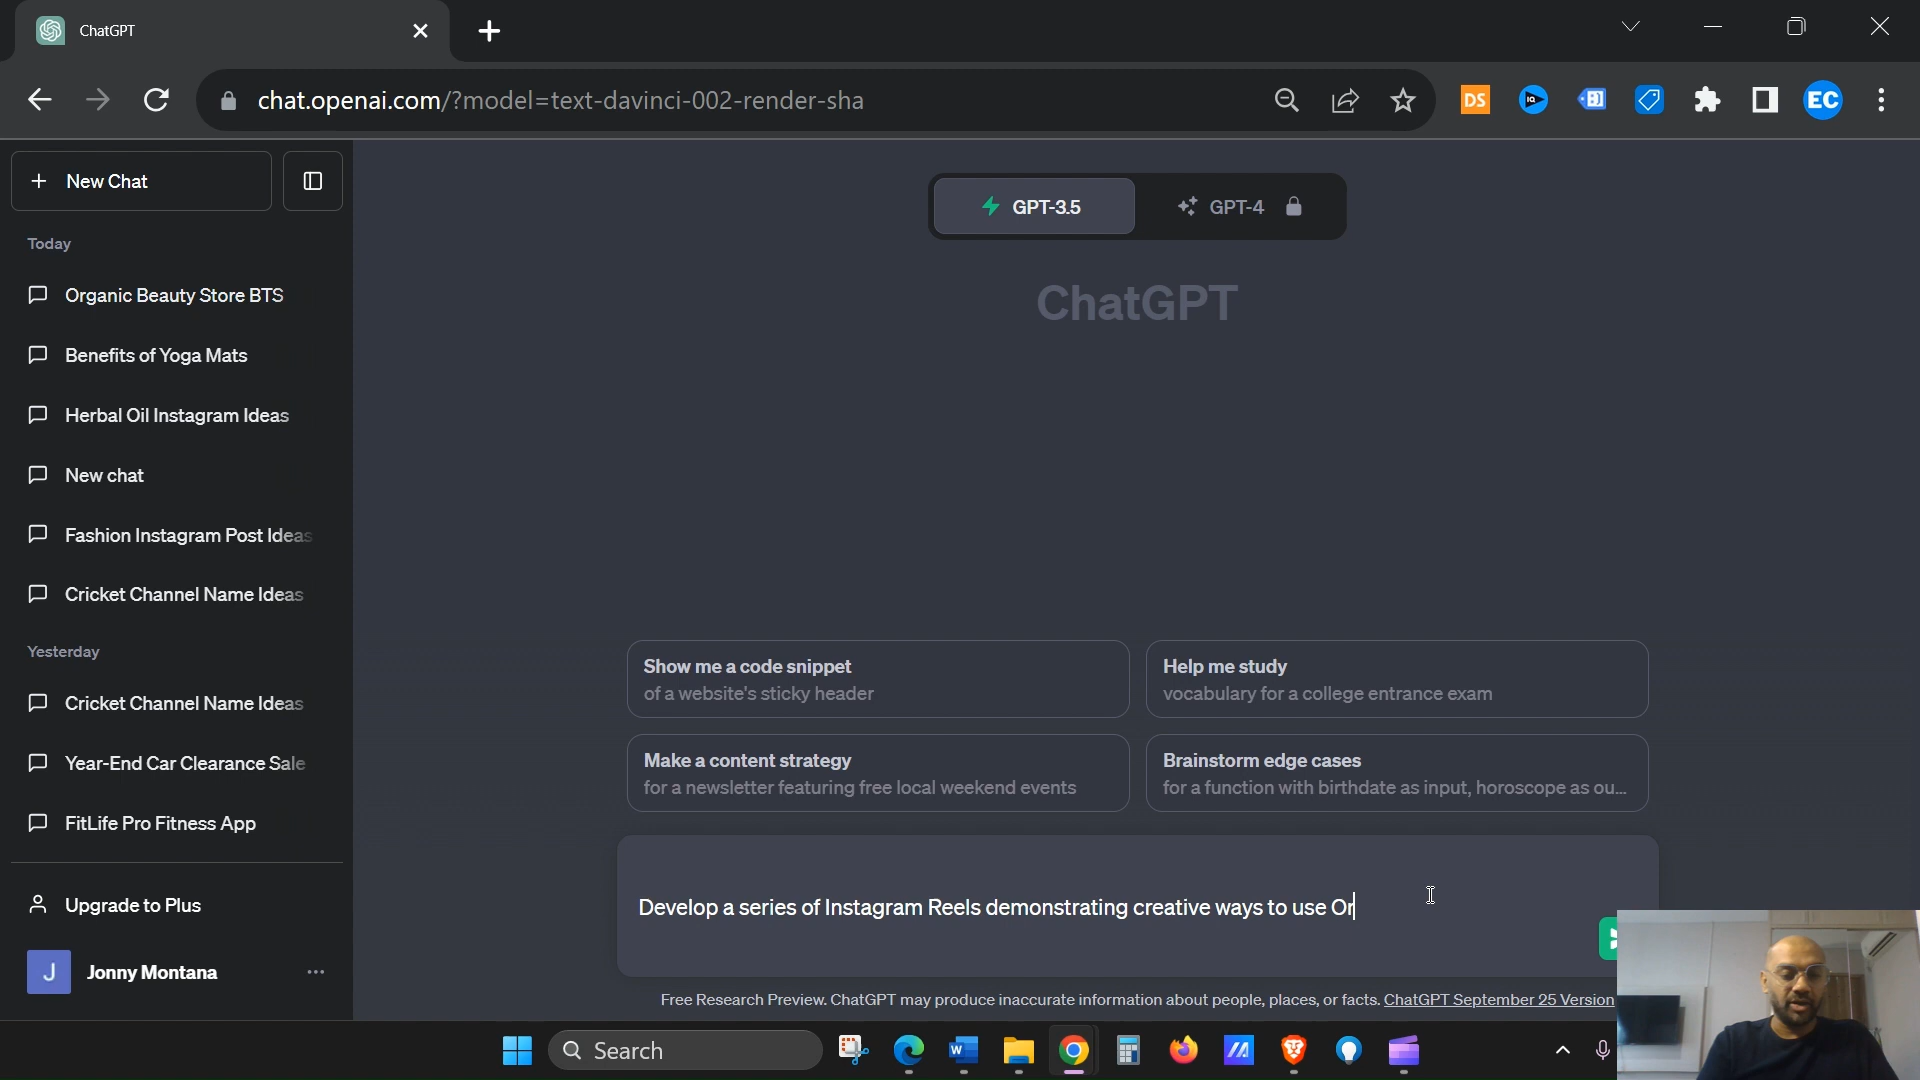 ChatGPT
chat.openai.com/?model=text-davinci-002-render-sha
DS
IQ
EC
New Chat
GPT-3.5
GPT-4
Today
ChatGPT
Organic Beauty Store BTS
Benefits of Yoga Mats
Herbal Oil Instagram Ideas
New chat
Fashion Instagram Post Ideas
Cricket Channel Name Ideas
Yesterday
Cricket Channel Name Ideas
Year-End Car Clearance Sale
FitLife Pro Fitness App
Show me a code snippet
of a website's sticky header
Help me study
vocabulary for a college entrance exam
Make a content strategy
for a newsletter featuring free local weekend events
Brainstorm edge cases
for a function with birthdate as input, horoscope as ou...
Develop a series of Instagram Reels demonstrating creative ways to use Or
Upgrade to Plus
J
Jonny Montana
Free Research Preview. ChatGPT may produce inaccurate information about people, places, or facts. ChatGPT September 25 Version
Search